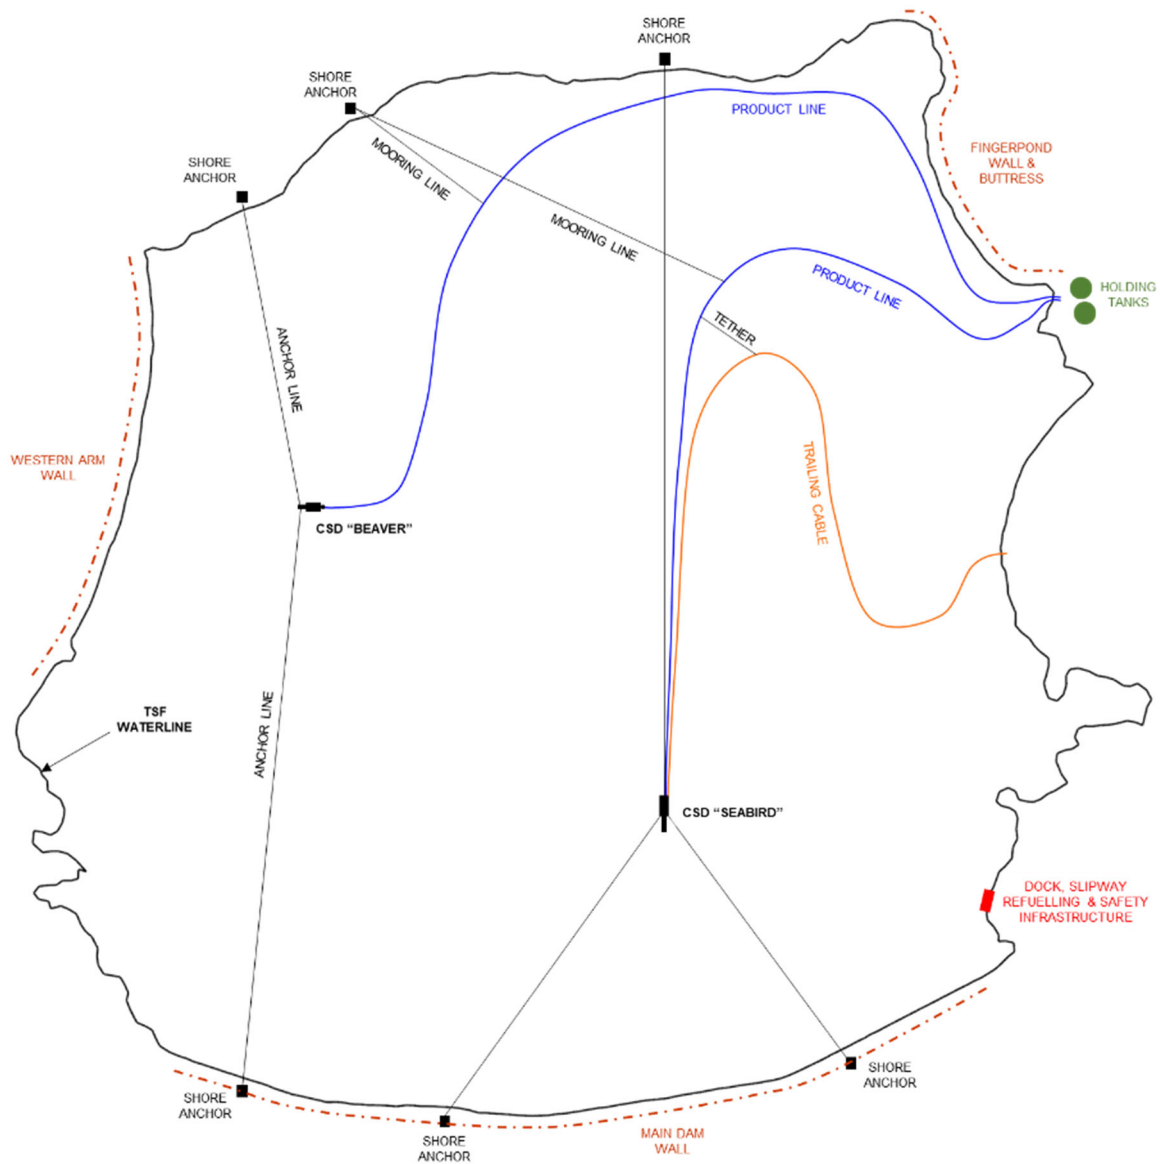 SHORE
ANCHOR
SHORE
ANCHOR
PRODUCT LINE
FINGERPOND
WALL &
BUTTRESS
SHORE
ANCHOR
MOORING LINE
MOORING LINE
PRODUCT LINE
HOLDING
TANKS
TETHER
ANCHOR LINE
WESTERN ARM
WALL
TRAILING CABLE
CSD “BEAVER”
ANCHOR LINE
TSF
WATERLINE
CSD “SEABIRD”
DOCK, SLIPWAY
REFUELLING & SAFETY
INFRASTRUCTURE
SHORE
ANCHOR
SHORE
ANCHOR
SHORE
ANCHOR
MAIN DAM
WALL